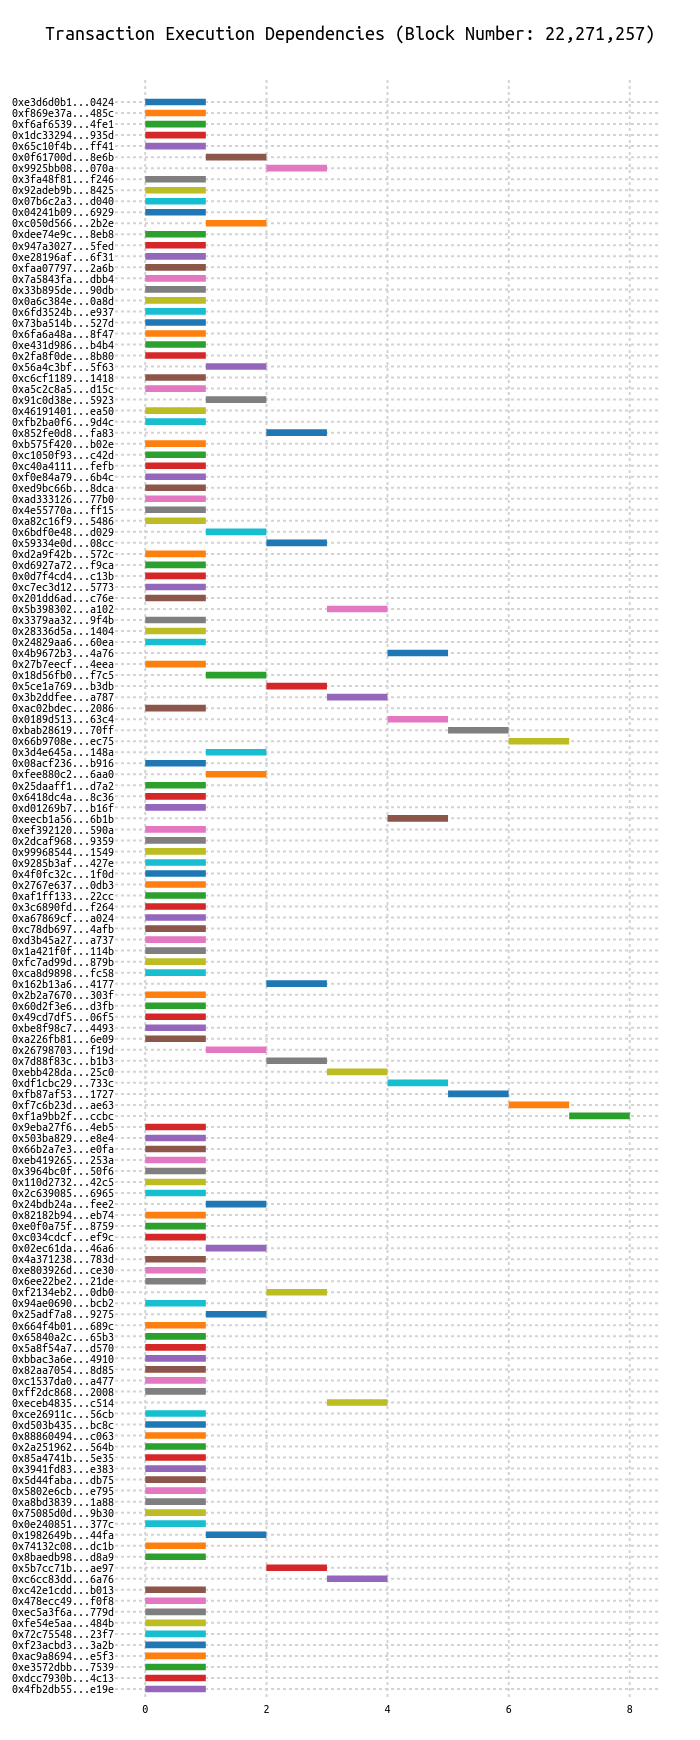 Transaction Execution Dependencies (Block Number: 22,271,257)
0xe3d6d0b1...0424
0xf869e37a...485c
0xf6af6539...4fe1
0x1dc33294...935d
0x65c10f4b...ff41
0x0f61700d...8e6b
0x9925bb08...070a
0x3fa48f81...f246
0x92adeb9b...8425
0x07b6c2a3...d040
0x04241b09...6929
0xc050d566...2b2e
0xdee74e9c...8eb8
0x947a3027...5fed
0xe28196af...6f31
0xfaa07797...2a6b
0x7a5843fa...dbb4
0x33b895de...90db
0x0a6c384e...0a8d
0x6fd3524b...e937
0x73ba514b...527d
0x6fa6a48a...8f47
0xe431d986...b4b4
0x2fa8f0de...8b80
0x56a4c3bf...5f63
0xc6cf1189...1418
0xa5c2c8a5...d15c
0x91c0d38e...5923
0x46191401...ea50
0xfb2ba0f6...9d4c
0x852fe0d8...fa83
0xb575f420...b02e
0xc1050f93...c42d
0xc40a4111...fefb
0xf0e84a79...6b4c
0xed9bc66b...8dca
0xad333126...77b0
0x4e55770a...ff15
0xa82c16f9...5486
0x6bdf0e48...d029
0x59334e0d...08cc
0xd2a9f42b...572c
0xd6927a72...f9ca
0x0d7f4cd4...c13b
0xc7ec3d12...5773
0x201dd6ad...c76e
0x5b398302...a102
0x3379aa32...9f4b
0x28336d5a...1404
0x24829aa6...60ea
0x4b9672b3...4a76
0x27b7eecf...4eea
0x18d56fb0...f7c5
0x5ce1a769...b3db
0x3b2ddfee...a787
0xac02bdec...2086
0x0189d513...63c4
0xbab28619...70ff
0x66b9708e...ec75
0x3d4e645a...148a
0x08acf236...b916
0xfee880c2...6aa0
0x25daaff1...d7a2
0x6418dc4a...8c36
0xd01269b7...b16f
0xeecb1a56...6b1b
0xef392120...590a
0x2dcaf968...9359
0x99968544...1549
0x9285b3af...427e
0x4f0fc32c...1f0d
0x2767e637...0db3
0xaf1ff133...22cc
0x3c6890fd...f264
0xa67869cf...a024
0xc78db697...4afb
0xd3b45a27...a737
0x1a421f0f...114b
0xfc7ad99d...879b
0xca8d9898...fc58
0x162b13a6...4177
0x2b2a7670...303f
0x60d2f3e6...d3fb
0x49cd7df5...06f5
0xbe8f98c7...4493
0xa226fb81...6e09
0x26798703...f19d
0x7d88f83c...b1b3
0xebb428da...25c0
0xdf1cbc29...733c
0xfb87af53...1727
0xf7c6b23d...ae63
0xf1a9bb2f...ccbc
0x9eba27f6...4eb5
0x503ba829...e8e4
0x66b2a7e3...e0fa
0xeb419265...253a
0x3964bc0f...50f6
0x110d2732...42c5
0x2c639085...6965
0x24bdb24a...fee2
0x82182b94...eb74
0xe0f0a75f...8759
0xc034cdcf...ef9c
0x02ec61da...46a6
0x4a371238...783d
0xe803926d...ce30
0x6ee22be2...21de
0xf2134eb2...0db0
0x94ae0690...bcb2
0x25adf7a8...9275
0x664f4b01...689c
0x65840a2c...65b3
0x5a8f54a7...d570
0xbbac3a6e...4910
0x82aa7054...8d85
0xc1537da0...a477
0xff2dc868...2008
0xeceb4835...c514
0xce26911c...56cb
0xd503b435...bc8c
0x88860494...c063
0x2a251962...564b
0x85a4741b...5e35
0x3941fd83...e383
0x5d44faba...db75
0x5802e6cb...e795
0xa8bd3839...1a88
0x75085d0d...9b30
0x0e240851...377c
0x1982649b...44fa
0x74132c08...dc1b
0x8baedb98...d8a9
0x5b7cc71b...ae97
0xc6cc83dd...6a76
0xc42e1cdd...b013
0x478ecc49...f0f8
0xec5a3f6a...779d
0xfe54e5aa...484b
0x72c75548...23f7
0xf23acbd3...3a2b
0xac9a8694...e5f3
0xe3572dbb...7539
0xdcc7930b...4c13
0x4fb2db55...e19e
0 2 4 6 8